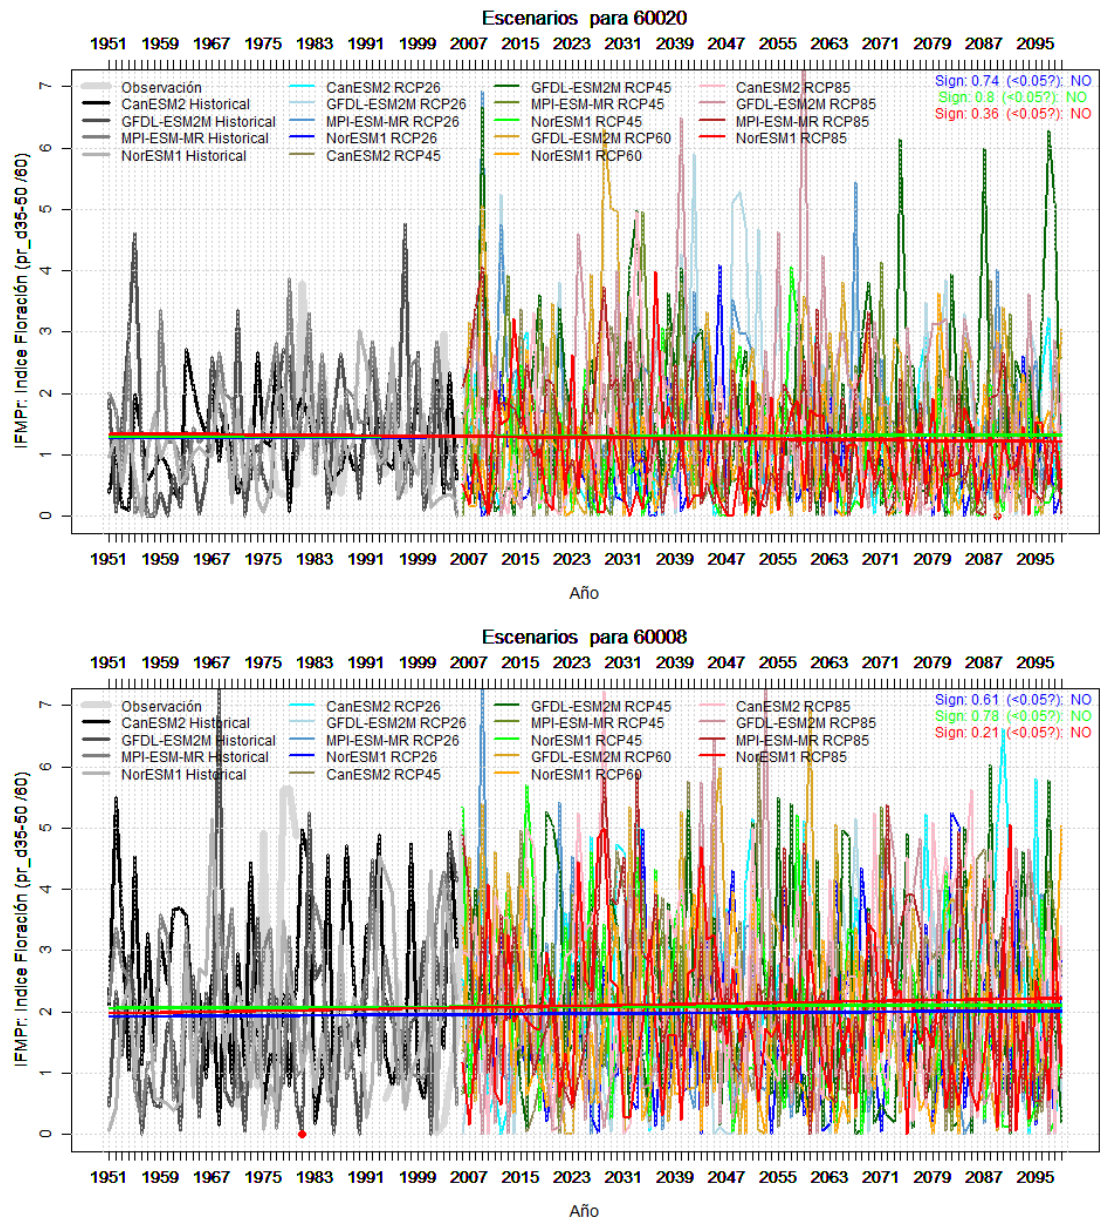 Escenarios para 60020
1951 1959 1967 1975 1983 1991 1999 2007 2015 2023 2031 2039 2047 2055 2063 2071 2079 2087 2095
Observación
CanESM2 Historical
GFDL-ESM2M Historical
MPI-ESM-MR Historical
NorESM1 Historical
CanESM2 RCP26
GFDL-ESM2M RCP26
MPI-ESM-MR RCP26
NorESM1 RCP26
CanESM2 RCP45
GFDL-ESM2M RCP45
MPI-ESM-MR RCP45
NorESM1 RCP45
GFDL-ESM2M RCP60
NorESM1 RCP60
CanESM2 RCP85
GFDL-ESM2M RCP85
MPI-ESM-MR RCP85
NorESM1 RCP85
Sign: 0.74 (<0.05?): NO
Sign: 0.8 (<0.05?): NO
Sign: 0.36 (<0.05?): NO
IFMPr: Indice Floración (pr_d35-50 /60)
7
6
5
4
3
2
1
0
1951 1959 1967 1975 1983 1991 1999 2007 2015 2023 2031 2039 2047 2055 2063 2071 2079 2087 2095
Año
Escenarios para 60008
1951 1959 1967 1975 1983 1991 1999 2007 2015 2023 2031 2039 2047 2055 2063 2071 2079 2087 2095
Observación
CanESM2 Historical
GFDL-ESM2M Historical
MPI-ESM-MR Historical
NorESM1 Historical
CanESM2 RCP26
GFDL-ESM2M RCP26
MPI-ESM-MR RCP26
NorESM1 RCP26
CanESM2 RCP45
GFDL-ESM2M RCP45
MPI-ESM-MR RCP45
NorESM1 RCP45
GFDL-ESM2M RCP60
NorESM1 RCP60
CanESM2 RCP85
GFDL-ESM2M RCP85
MPI-ESM-MR RCP85
NorESM1 RCP85
Sign: 0.61 (<0.05?): NO
Sign: 0.78 (<0.05?): NO
Sign: 0.21 (<0.05?): NO
IFMPr: Indice Floración (pr_d35-50 /60)
7
6
5
4
3
2
1
0
1951 1959 1967 1975 1983 1991 1999 2007 2015 2023 2031 2039 2047 2055 2063 2071 2079 2087 2095
Año